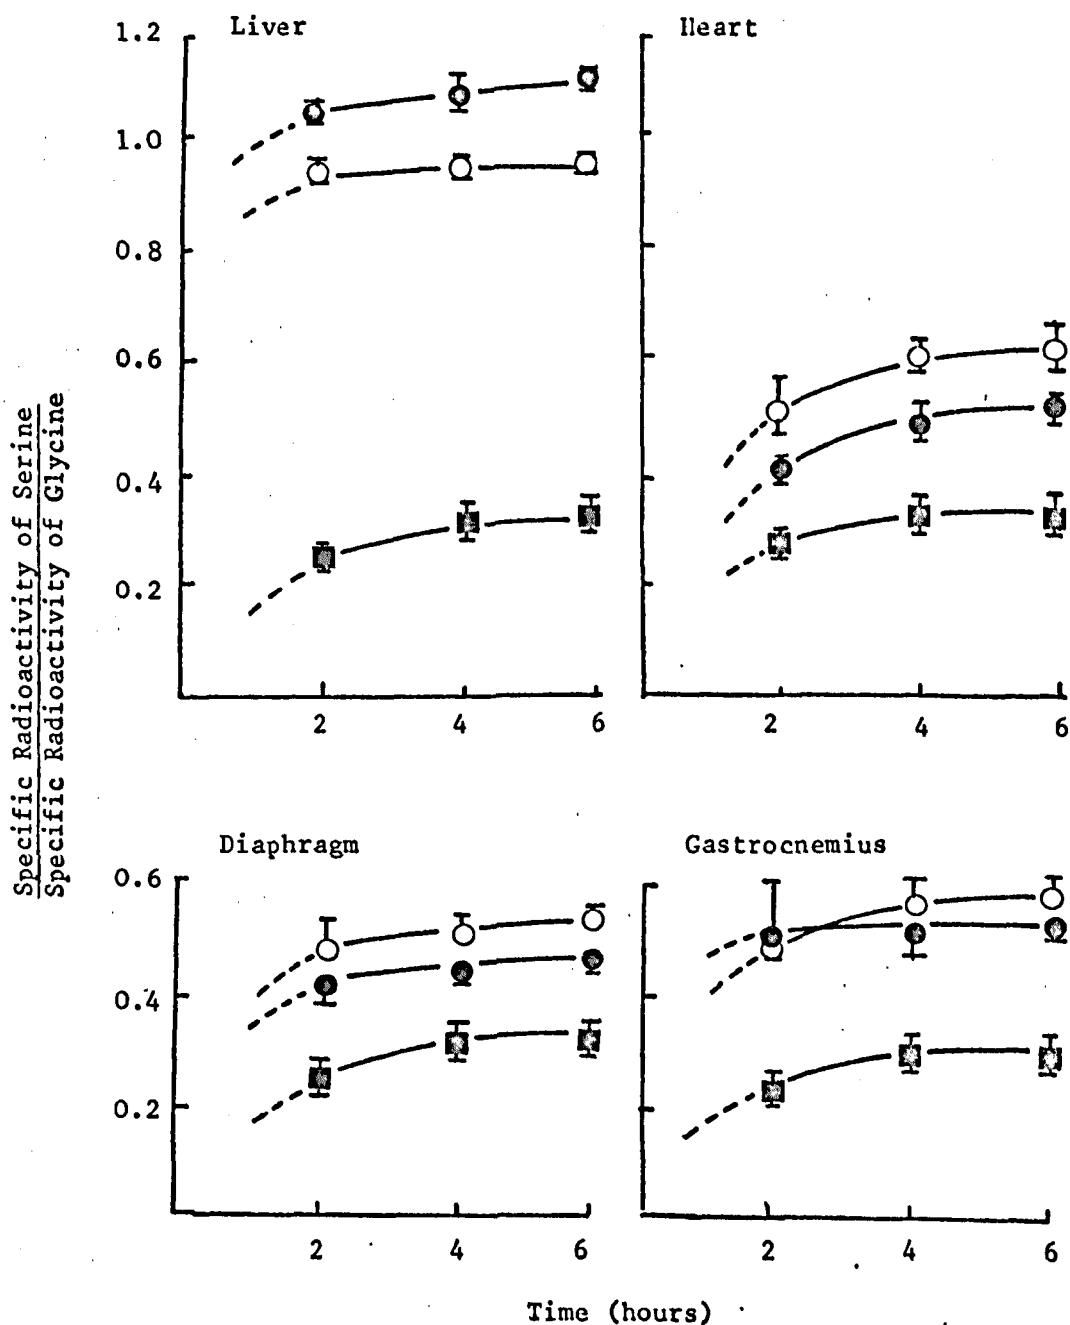 Liver
Heart
1.2
1.0
0.8
0.6
0.4
0.2
2 4 6
2 4 6
Specific Radioactivity of Serine
Specific Radioactivity of Glycine
Diaphragm
Gastrocnemius
0.6
0.4
0.2
2 4 6
2 4 6
Time (hours)